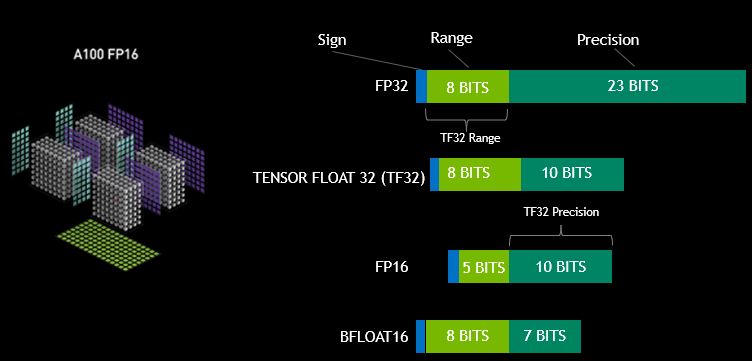 A100 FP16
Sign
Range
Precision
FP32
8 BITS
23 BITS
TF32 Range
TENSOR FLOAT 32 (TF32)
8 BITS
10 BITS
TF32 Precision
FP16
5 BITS
10 BITS
BFLOAT16
8 BITS
7 BITS